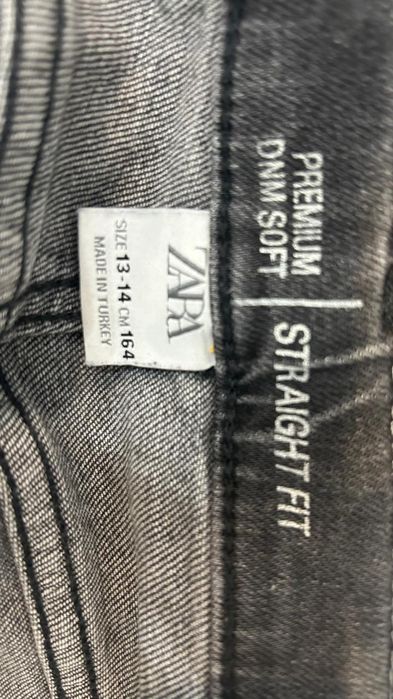 PREMIUM
DNM SOFT
STRAIGHT FIT
ZARA
SIZE 13-14 CM 164
MADE IN TURKEY